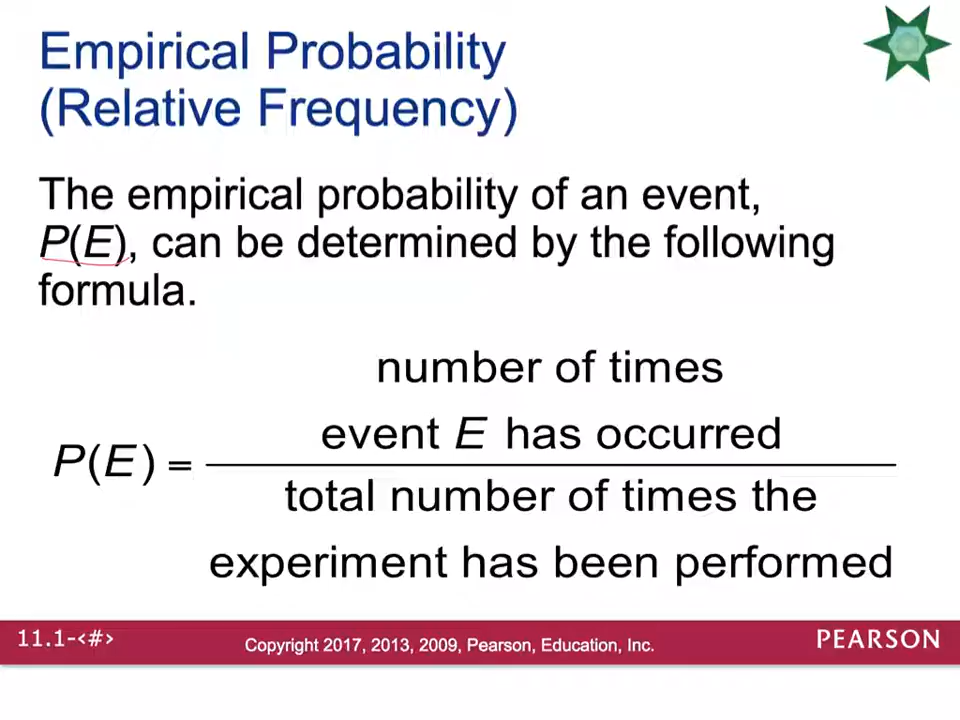 Empirical Probability
(Relative Frequency)
The empirical probability of an event,
P(E), can be determined by the following
formula.
number of times
event E has occurred
P(E) =
total number of times the
experiment has been performed
11.1-<#>
Copyright 2017, 2013, 2009, Pearson, Education, Inc.
PEARSON